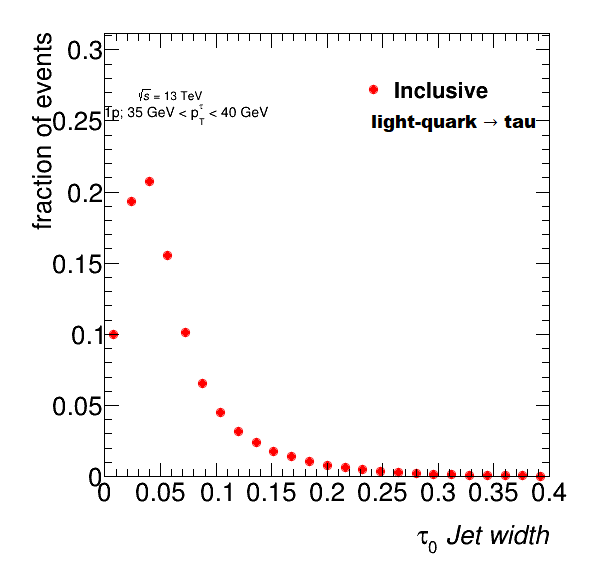 fraction of events
0.3
0.25
0.2
0.15
0.1
0.05
0
√s = 13 TeV
1p; 35 GeV < p_T^τ < 40 GeV
Inclusive
light-quark → tau
0 0.05 0.1 0.15 0.2 0.25 0.3 0.35 0.4
τ₀ Jet width